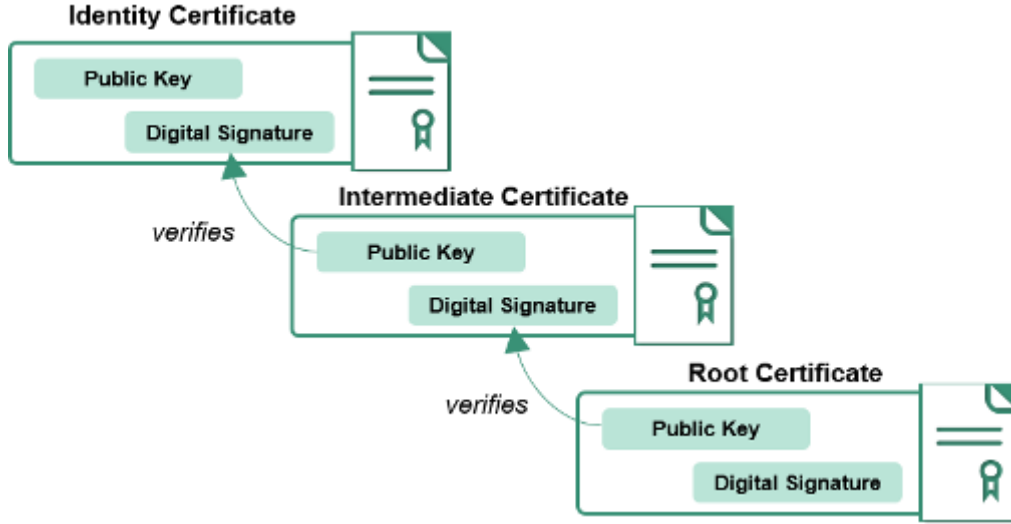 Identity Certificate
Public Key
Digital Signature
verifies
Intermediate Certificate
Public Key
Digital Signature
verifies
Root Certificate
Public Key
Digital Signature